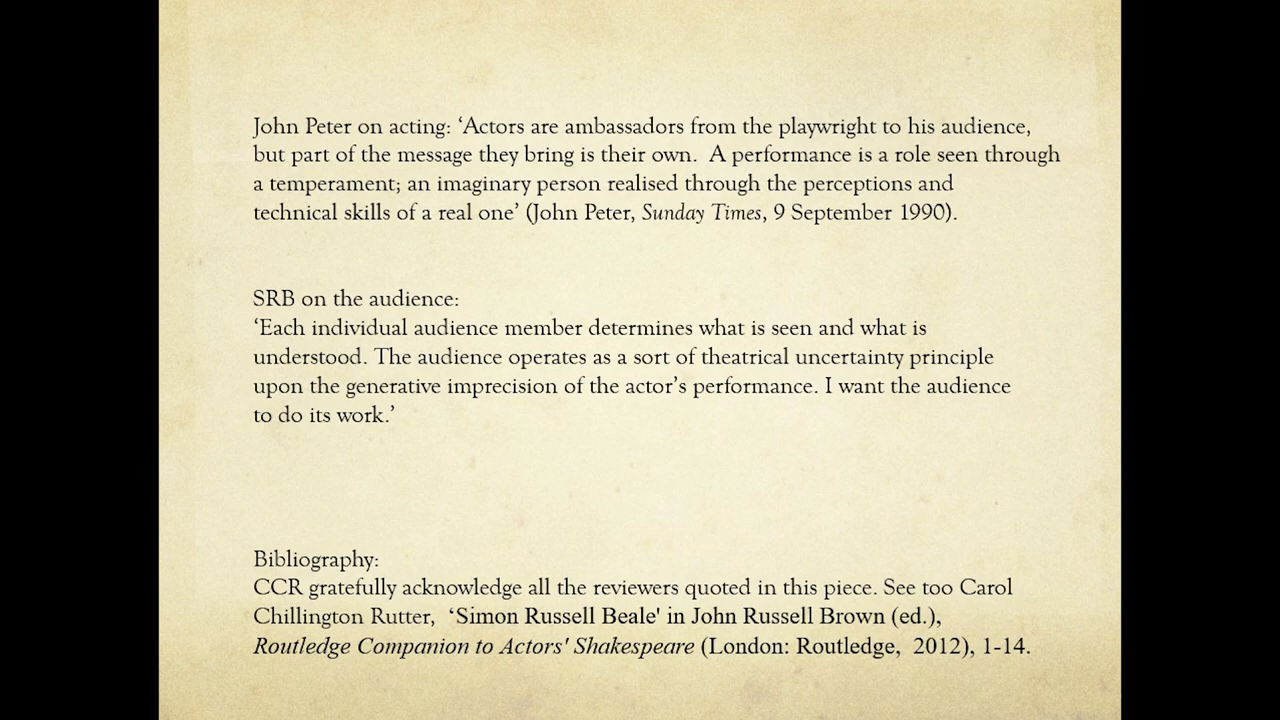 John Peter on acting: ‘Actors are ambassadors from the playwright to his audience,
but part of the message they bring is their own.  A performance is a role seen through
a temperament; an imaginary person realised through the perceptions and
technical skills of a real one’ (John Peter, Sunday Times, 9 September 1990).
SRB on the audience:
‘Each individual audience member determines what is seen and what is
understood. The audience operates as a sort of theatrical uncertainty principle
upon the generative imprecision of the actor’s performance. I want the audience
to do its work.’
Bibliography:
CCR gratefully acknowledge all the reviewers quoted in this piece. See too Carol
Chillington Rutter,  ‘Simon Russell Beale' in John Russell Brown (ed.),
Routledge Companion to Actors' Shakespeare (London: Routledge,  2012), 1-14.